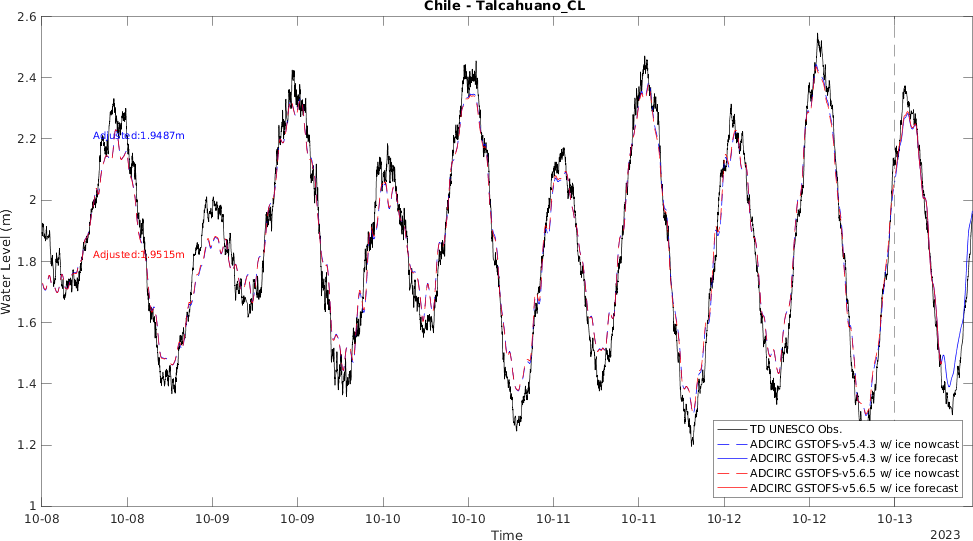 Chile - Talcahuano_CL
2.6
2.4
2.2
2
1.8
1.6
1.4
1.2
1
Water Level (m)
Adjusted:1.9487m
Adjusted:1.9515m
TD UNESCO Obs.
ADCIRC GSTOFS-v5.4.3 w/ ice nowcast
ADCIRC GSTOFS-v5.4.3 w/ ice forecast
ADCIRC GSTOFS-v5.6.5 w/ ice nowcast
ADCIRC GSTOFS-v5.6.5 w/ ice forecast
10-08 10-08 10-09 10-09 10-10 10-10 10-11 10-11 10-12 10-12 10-13
Time
2023